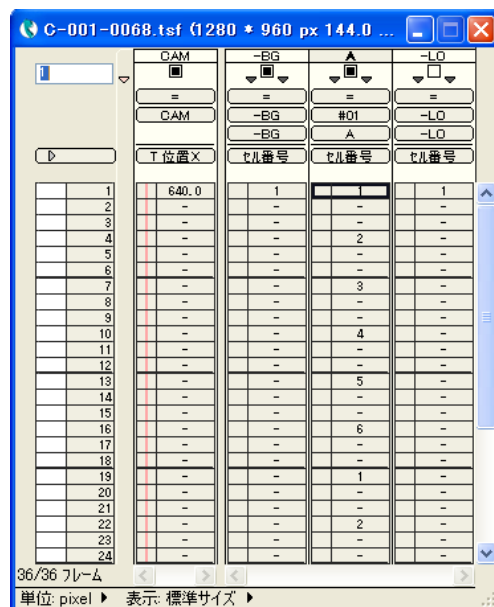 C-001-0068.tsf (1280 * 960 px 144.0 ...
1
CAM -BG A -LO
= = = =
CAM -BG #01 -LO
-BG A -LO
T 位置X セル番号 セル番号 セル番号
1 640.0 1 1 1
2 - - - -
3 - - - -
4 - - 2 -
5 - - - -
6 - - - -
7 - - 3 -
8 - - - -
9 - - - -
10 - - 4 -
11 - - - -
12 - - - -
13 - - 5 -
14 - - - -
15 - - - -
16 - - 6 -
17 - - - -
18 - - - -
19 - - 1 -
20 - - - -
21 - - - -
22 - - 2 -
23 - - - -
24 - - - -
36/36 フレーム
単位: pixel 表示: 標準サイズ